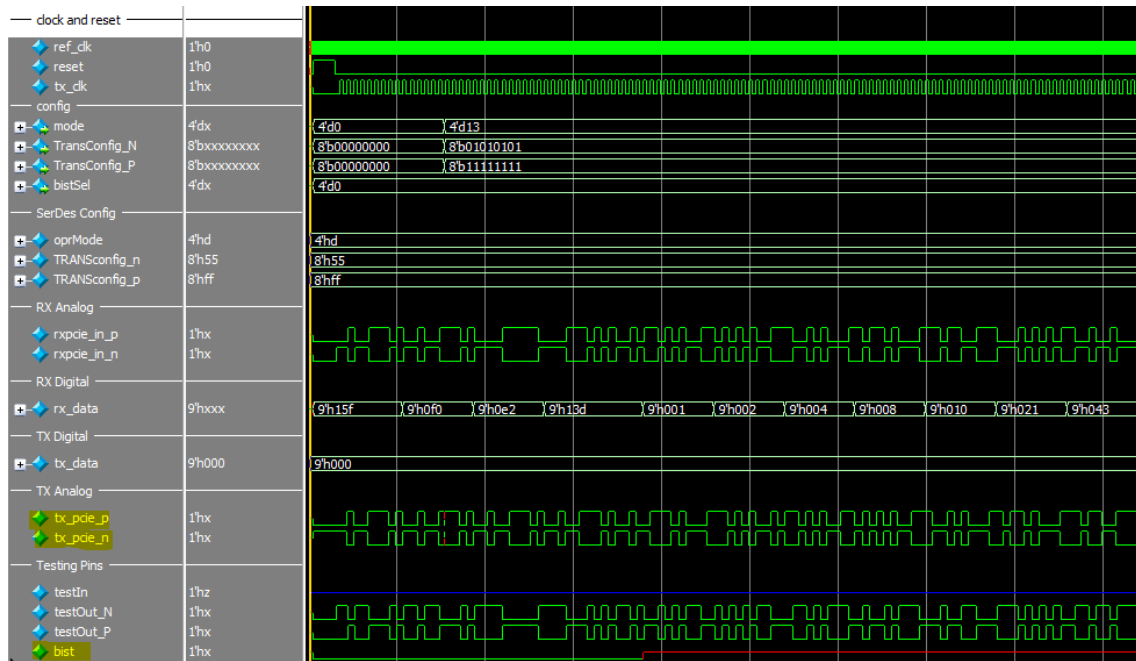 clock and reset
ref_clk 1'h0
reset 1'h0
tx_clk 1'hx
config
mode 4'dx 4'd0 4'd13
TransConfig_N 8'bxxxxxxxx 8'b00000000 8'b01010101
TransConfig_P 8'bxxxxxxxx 8'b00000000 8'b11111111
bistSel 4'dx 4'd0
SerDes Config
oprMode 4'hd 4'hd
TRANSconfig_n 8'h55 8'h55
TRANSconfig_p 8'hff 8'hff
RX Analog
rxpcie_in_p 1'hx
rxpcie_in_n 1'hx
RX Digital
rx_data 9'hxxx 9'h15f 9'h0f0 9'h0e2 9'h13d 9'h001 9'h002 9'h004 9'h008 9'h010 9'h021 9'h043
TX Digital
tx_data 9'h000 9'h000
TX Analog
tx_pcie_p 1'hx
tx_pcie_n 1'hx
Testing Pins
testIn 1'hz
testOut_N 1'hx
testOut_P 1'hx
bist 1'hx